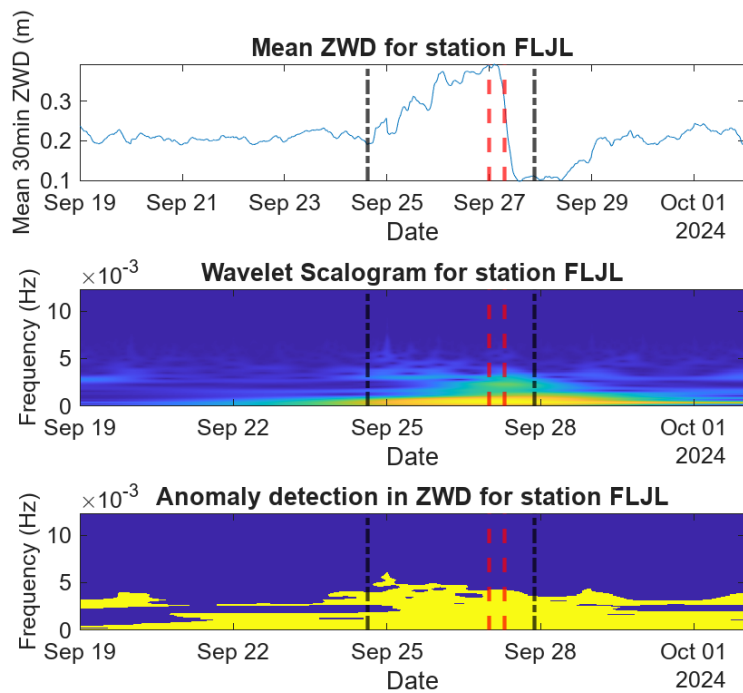 Mean ZWD for station FLJL
Mean 30min ZWD (m)
0.3
0.2
0.1
Sep 19 Sep 21 Sep 23 Sep 25 Sep 27 Sep 29 Oct 01
Date
2024
Wavelet Scalogram for station FLJL
×10⁻³
Frequency (Hz)
10
5
0
Sep 19 Sep 22 Sep 25 Sep 28 Oct 01
Date
2024
Anomaly detection in ZWD for station FLJL
×10⁻³
Frequency (Hz)
10
5
0
Sep 19 Sep 22 Sep 25 Sep 28 Oct 01
Date
2024